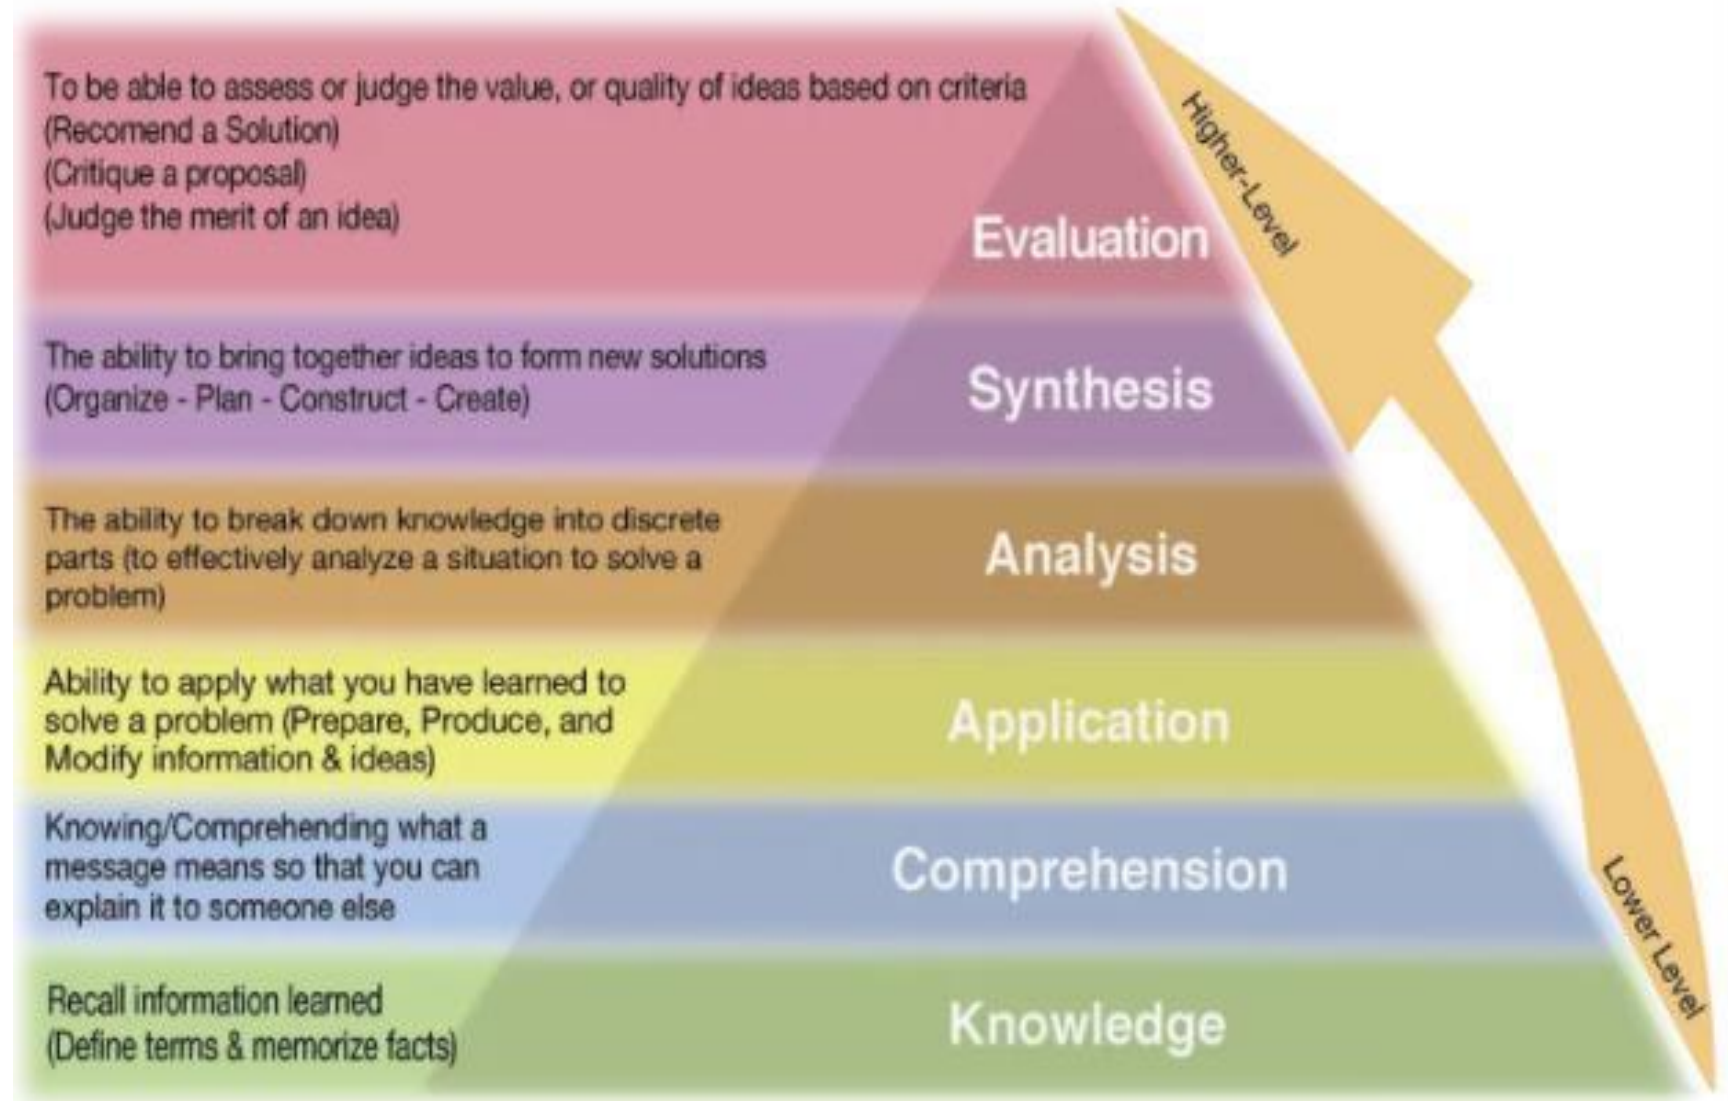 To be able to assess or judge the value, or quality of ideas based on criteria
(Recomend a Solution)
(Critique a proposal)
(Judge the merit of an idea)
Evaluation
Higher-Level
The ability to bring together ideas to form new solutions
(Organize - Plan - Construct - Create)
Synthesis
The ability to break down knowledge into discrete
parts (to effectively analyze a situation to solve a
problem)
Analysis
Ability to apply what you have learned to
solve a problem (Prepare, Produce, and
Modify information & ideas)
Application
Knowing/Comprehending what a
message means so that you can
explain it to someone else
Comprehension
Lower Level
Recall information learned
(Define terms & memorize facts)
Knowledge